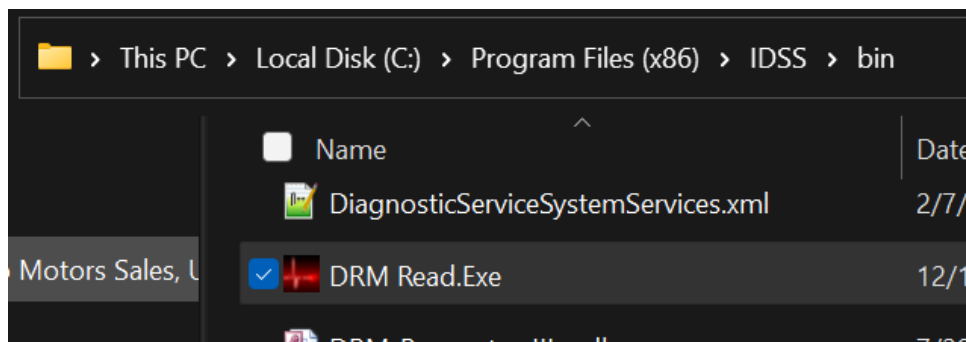 This PC > Local Disk (C:) > Program Files (x86) > IDSS > bin
Name Date
DiagnosticServiceSystemServices.xml 2/7/
Motors Sales, U
DRM Read.Exe 12/1